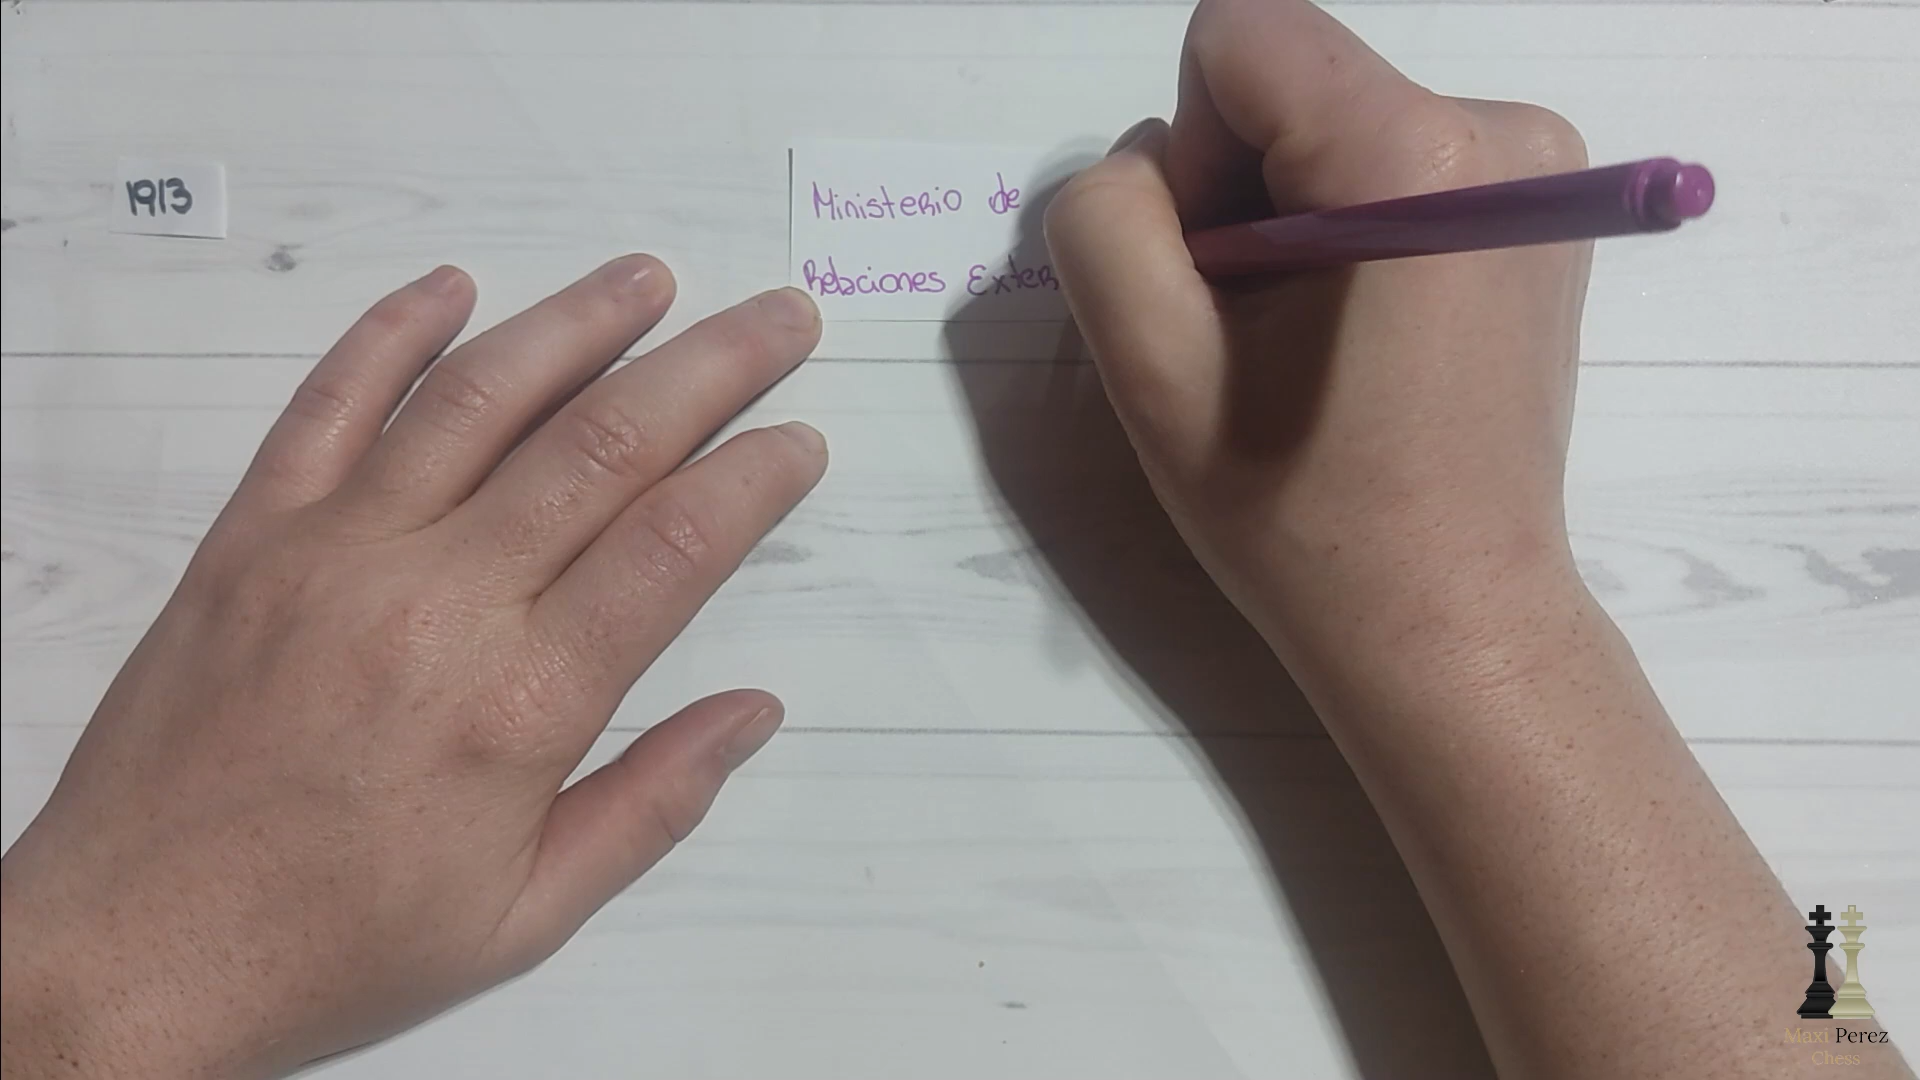 1913
Ministerio de
Relaciones Exter
Maxi Perez
Chess